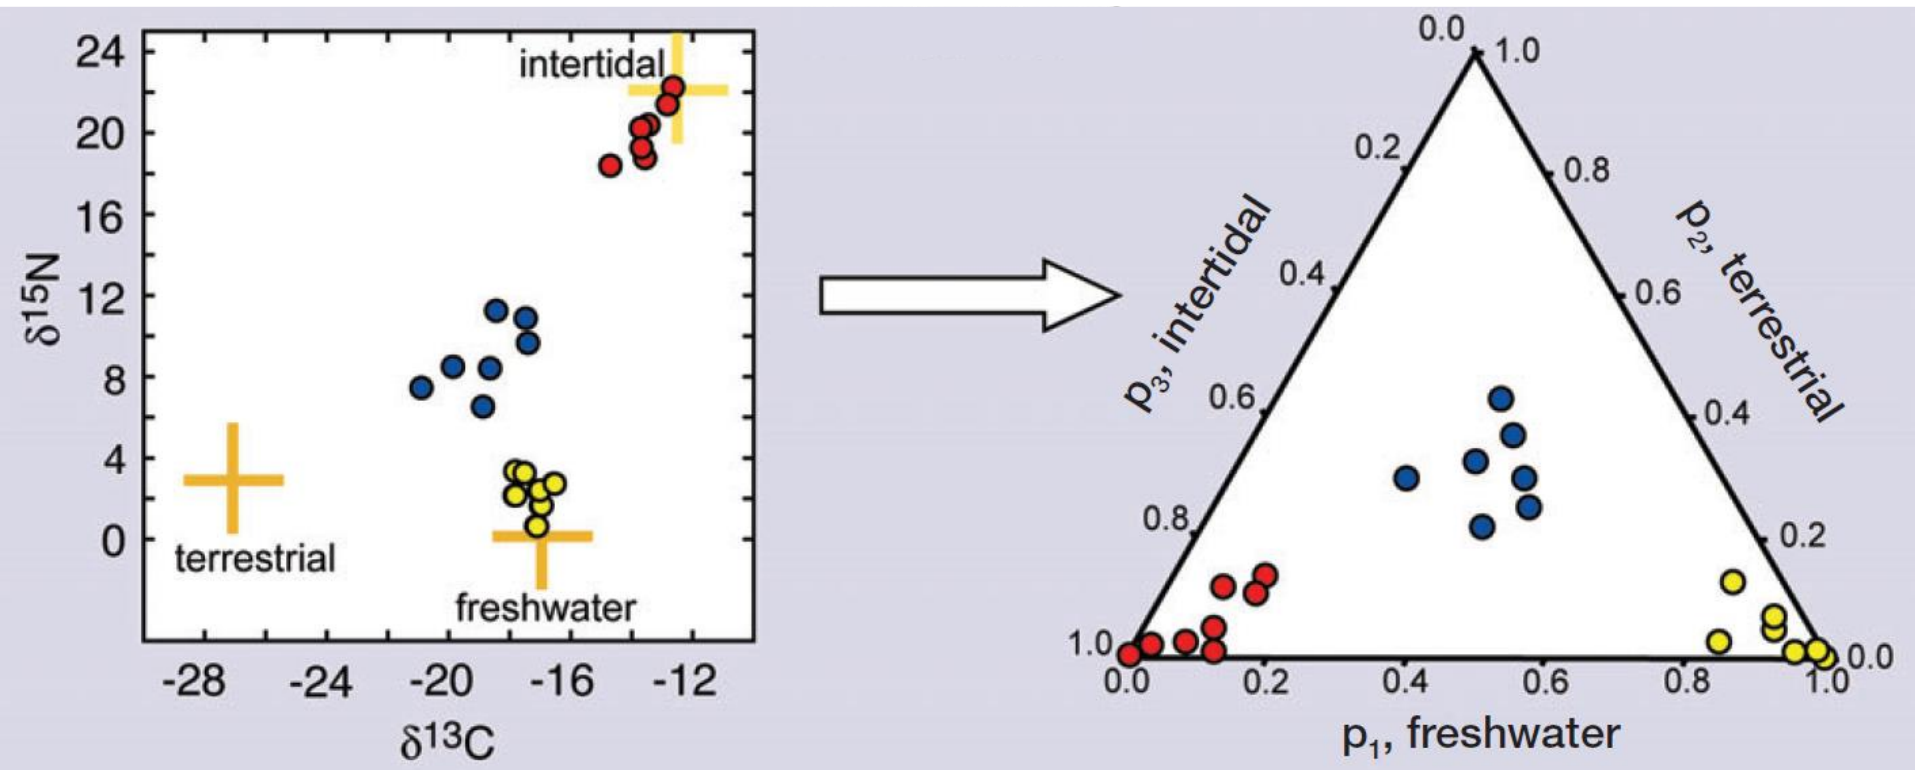 24
20
16
12
8
4
0
δ15N
intertidal
terrestrial
freshwater
-28 -24 -20 -16 -12
δ13C
0.0
1.0
0.2
0.8
0.4
0.6
0.6
0.4
0.8
0.2
1.0
0.0
p3, intertidal
p2, terrestrial
0.0 0.2 0.4 0.6 0.8 1.0
p1, freshwater